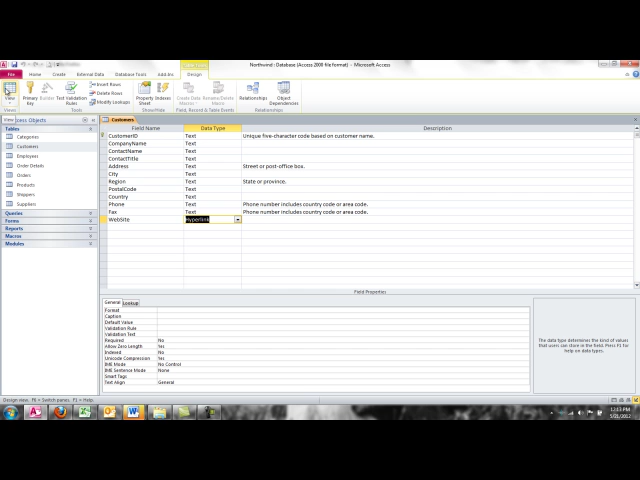 Northwind : Database (Access 2000 file format) - Microsoft Access
File Home Create External Data Database Tools Add-Ins Design
View
Primary Key
Builder
Test Validation Rules
Insert Rows
Delete Rows
Modify Lookups
Property Sheet
Indexes
Create Data Macros
Rename/Delete Macro
Relationships
Object Dependencies
Views Tools Show/Hide Field, Record & Table Events Relationships
View
Access Objects
Tables
Categories
Customers
Employees
Order Details
Orders
Products
Shippers
Suppliers
Queries
Forms
Reports
Macros
Modules
Customers
Field Name Data Type Description
CustomerID Text Unique five-character code based on customer name.
CompanyName Text
ContactName Text
ContactTitle Text
Address Text Street or post-office box.
City Text
Region Text State or province.
PostalCode Text
Country Text
Phone Text Phone number includes country code or area code.
Fax Text Phone number includes country code or area code.
WebSite Hyperlink
Field Properties
General Lookup
Format
Caption
Default Value
Validation Rule
Validation Text
Required No
Allow Zero Length Yes
Indexed No
Unicode Compression Yes
IME Mode No Control
IME Sentence Mode None
Smart Tags
Text Align General
The data type determines the kind of values
that users can store in the field. Press F1 for
help on data types.
Design view. F6 = Switch panes. F1 = Help.
12:13 PM
5/21/2012